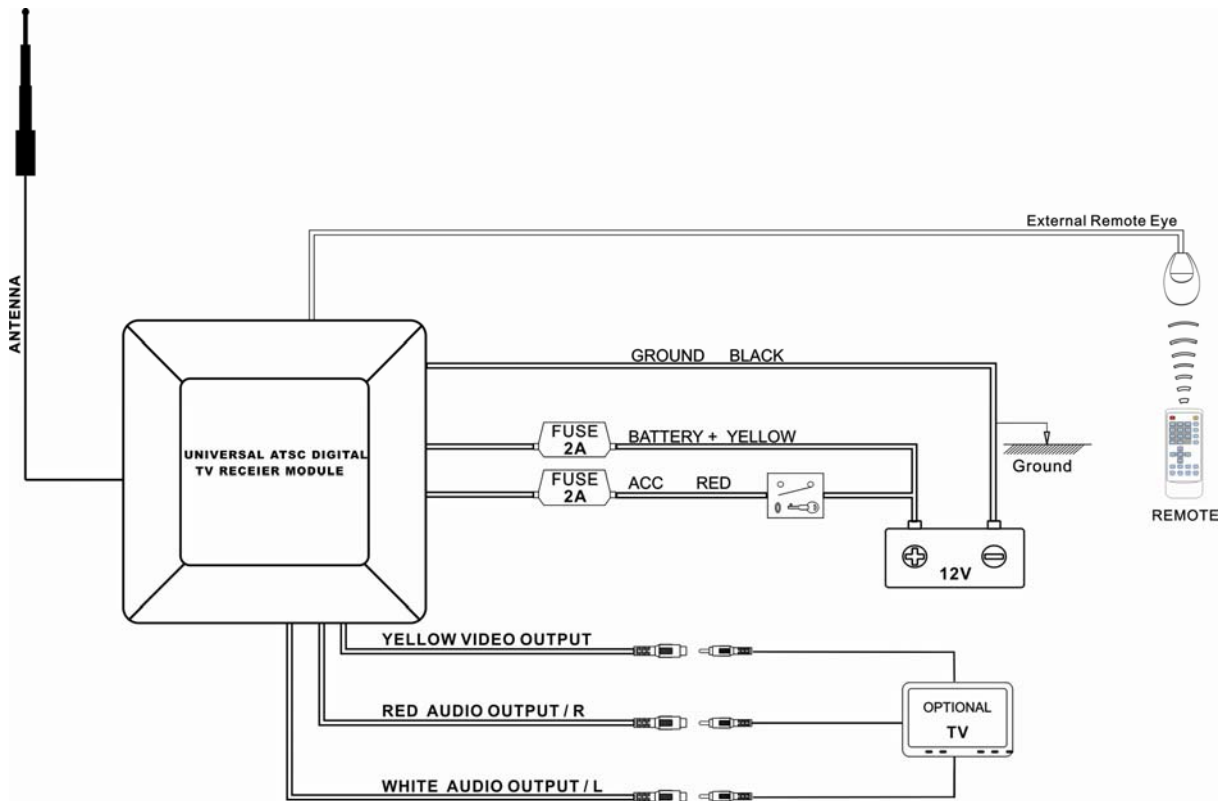 External Remote Eye
ANTENNA
GROUND BLACK
FUSE
2A
BATTERY + YELLOW
Ground
UNIVERSAL ATSC DIGITAL
TV RECEIER MODULE
FUSE
2A
ACC RED
REMOTE
12V
YELLOW VIDEO OUTPUT
RED AUDIO OUTPUT / R
OPTIONAL
TV
WHITE AUDIO OUTPUT / L